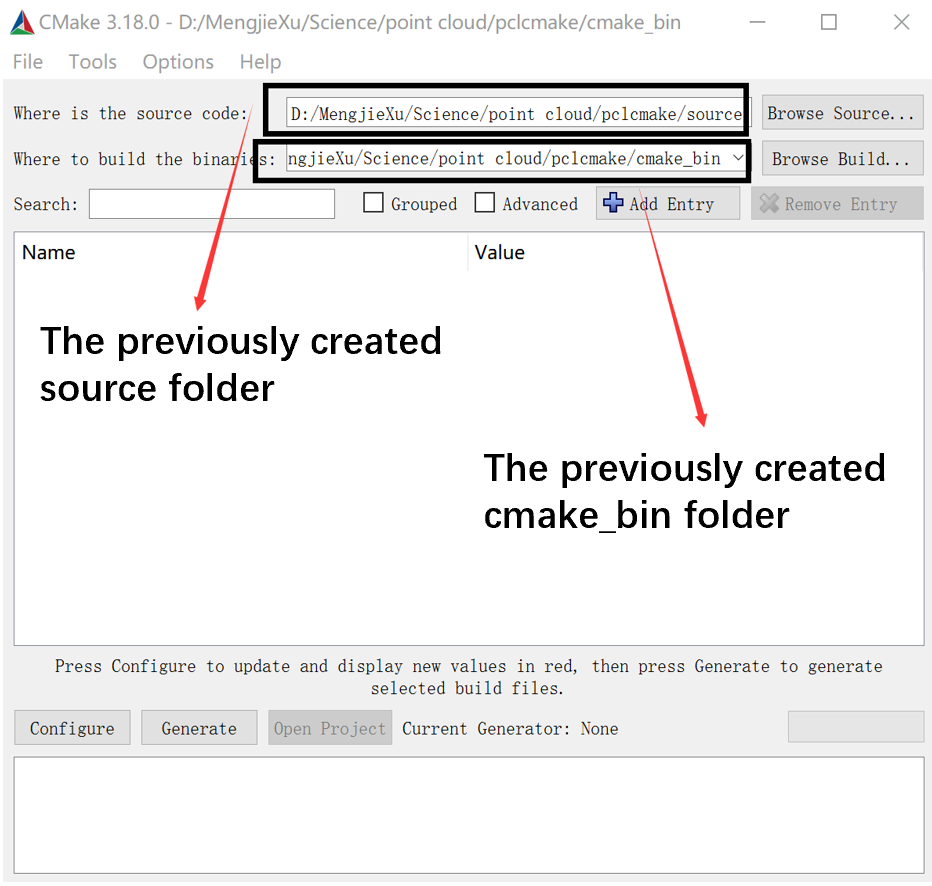 CMake 3.18.0 - D:/MengjieXu/Science/point cloud/pclcmake/cmake_bin
File Tools Options Help
Where is the source code: D:/MengjieXu/Science/point cloud/pclcmake/source Browse Source...
Where to build the binaries: ngjieXu/Science/point cloud/pclcmake/cmake_bin Browse Build...
Search: Grouped Advanced Add Entry Remove Entry
Name Value
The previously created
source folder
The previously created
cmake_bin folder
Press Configure to update and display new values in red, then press Generate to generate
selected build files.
Configure Generate Open Project Current Generator: None